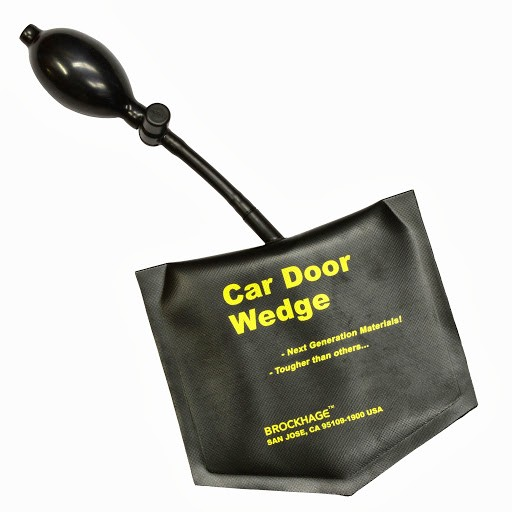 Car Door
Wedge
- Next Generation Materials!
- Tougher than others...
BROCKHAGE™
SAN JOSE, CA 95109-1900 USA